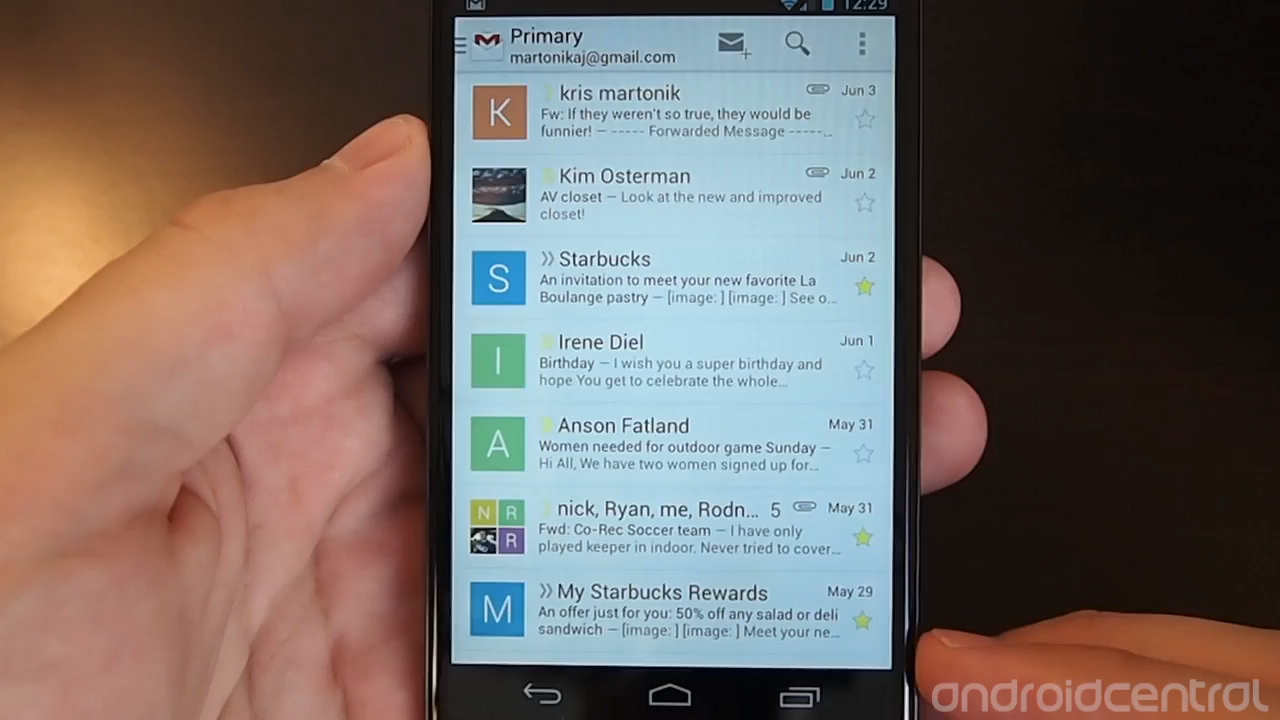 12:29
Primary
martonikaj@gmail.com
K
kris martonik
Jun 3
Fw: If they weren't so true, they would be
funnier! – ----- Forwarded Message -----...
Kim Osterman
Jun 2
AV closet – Look at the new and improved
closet!
S
Starbucks
Jun 2
An invitation to meet your new favorite La
Boulange pastry – [image: ] [image: ] See o...
I
Irene Diel
Jun 1
Birthday – I wish you a super birthday and
hope You get to celebrate the whole...
A
Anson Fatland
May 31
Women needed for outdoor game Sunday –
Hi All, We have two women signed up for...
N R
R
nick, Ryan, me, Rodn... 5
May 31
Fwd: Co-Rec Soccer team – I have only
played keeper in indoor. Never tried to cover...
M
My Starbucks Rewards
May 29
An offer just for you: 50% off any salad or deli
sandwich – [image: ] [image: ] Meet your ne...
androidcentral